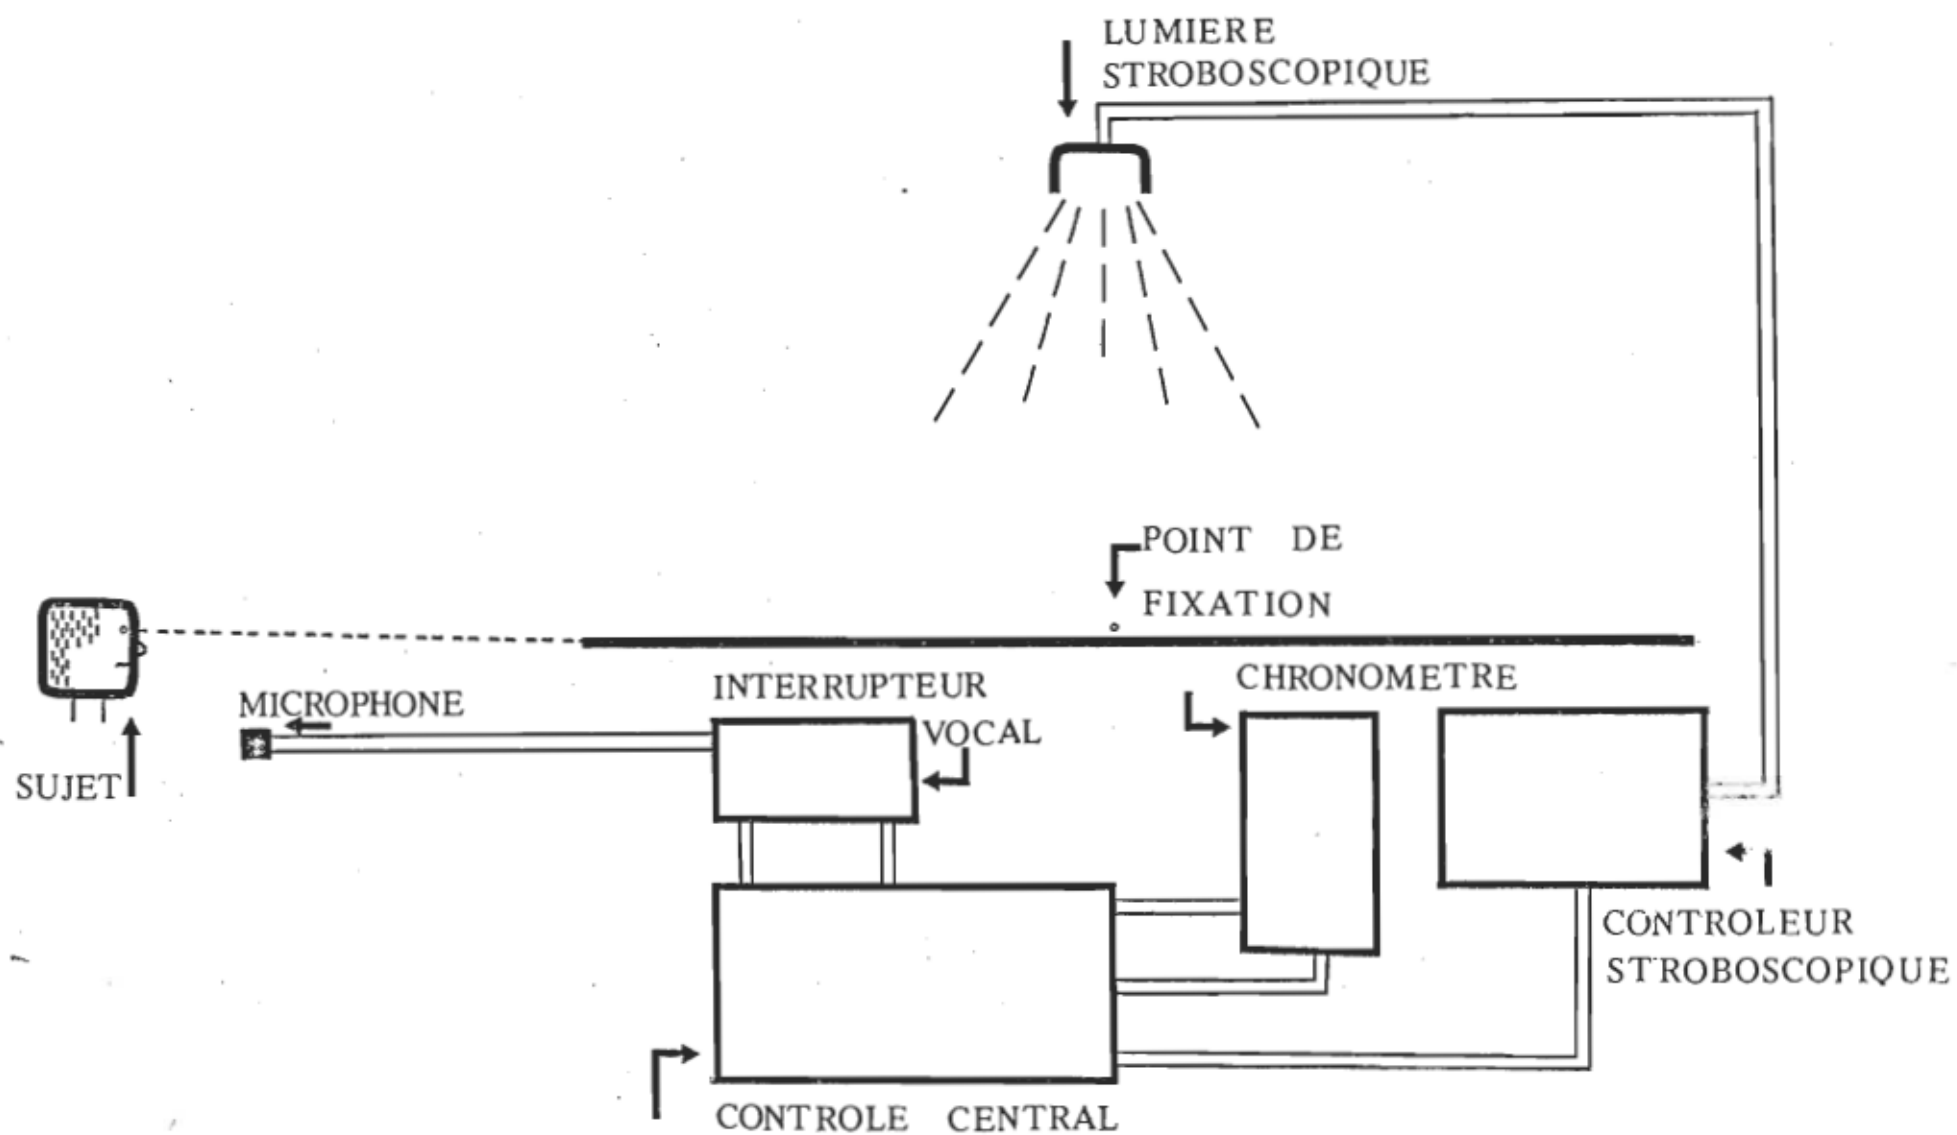 LUMIERE
STROBOSCOPIQUE
POINT DE
FIXATION
MICROPHONE
INTERRUPTEUR
VOCAL
CHRONOMETRE
SUJET
CONTROLEUR
STROBOSCOPIQUE
CONTROLE CENTRAL